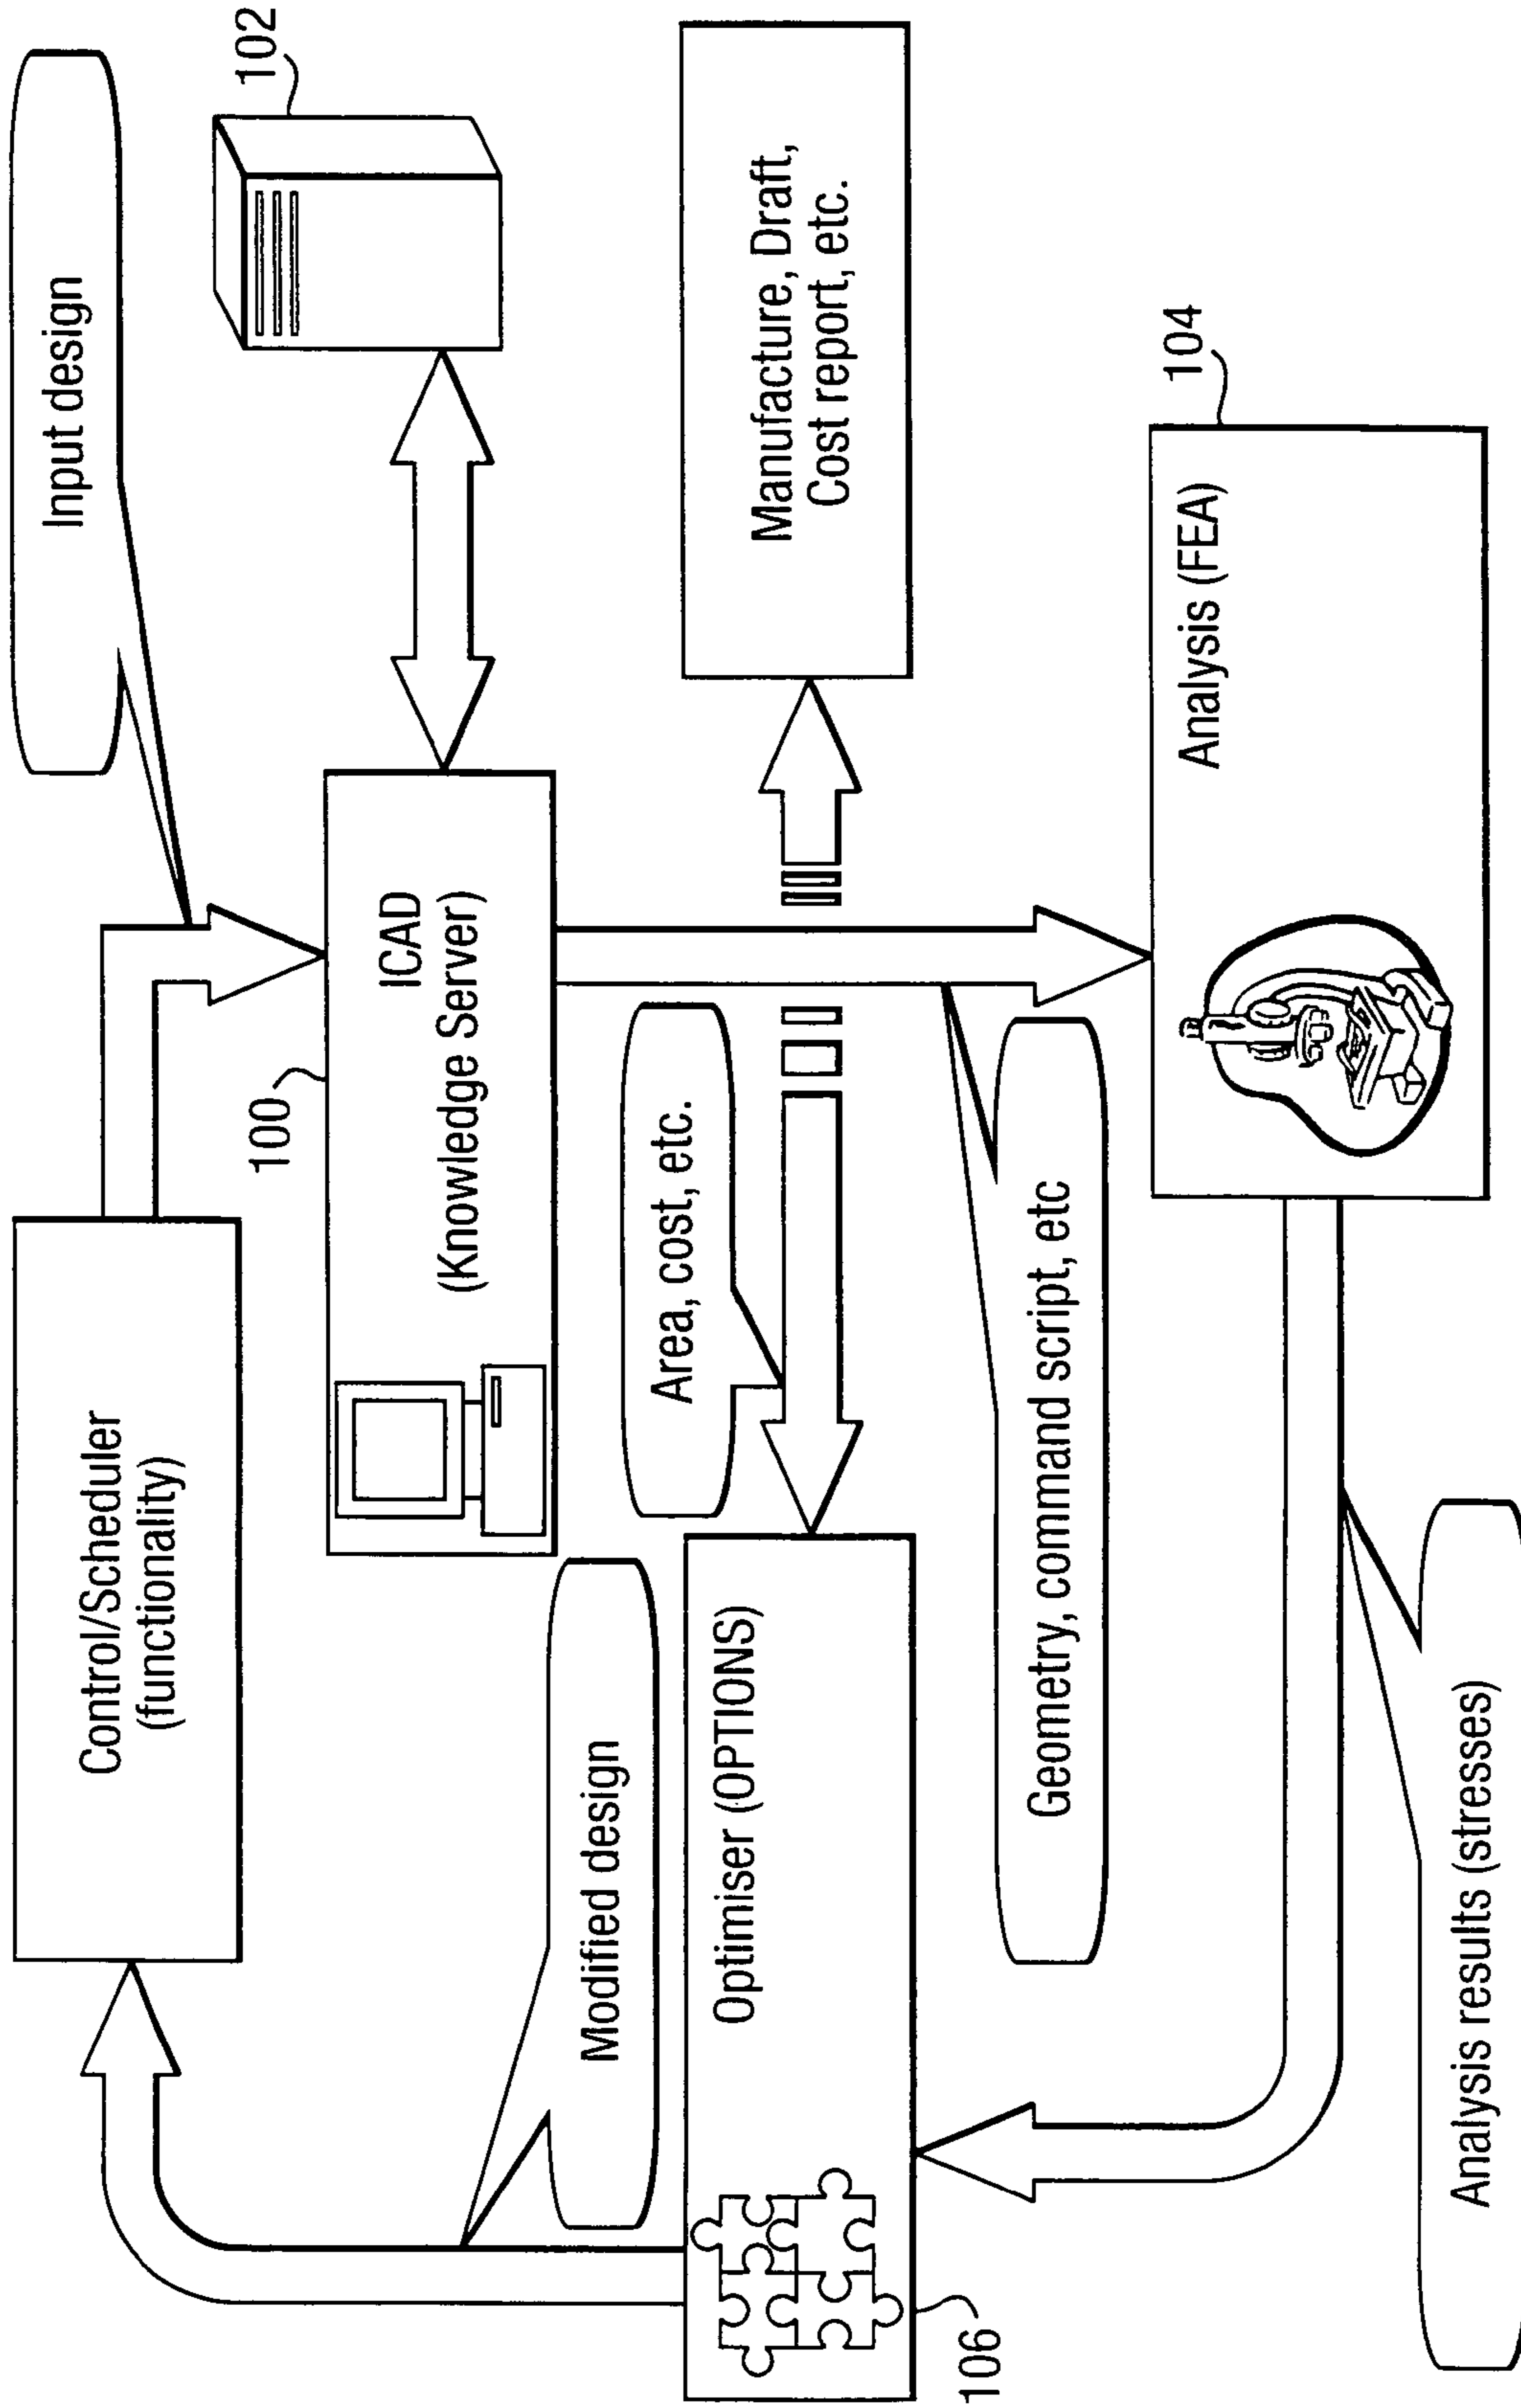 Input design
102
Control/Scheduler
(functionality)
100
ICAD
(Knowledge Server)
Modified design
Area, cost, etc.
Manufacture, Draft,
Cost report, etc.
Optimiser (OPTIONS)
106
Geometry, command script, etc
104
Analysis (FEA)
Analysis results (stresses)